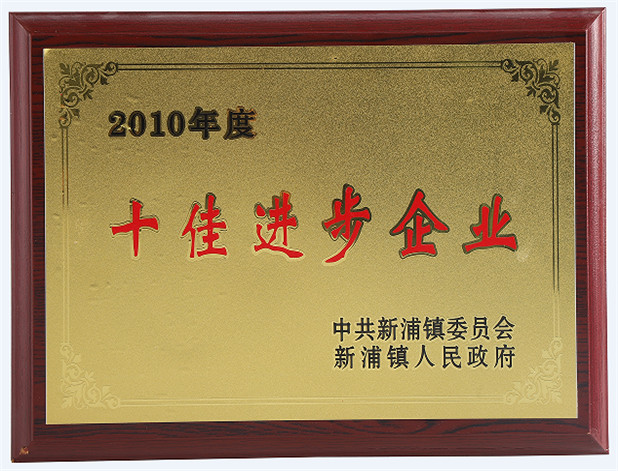 2010年度
十佳进步企业
中共新浦镇委员会
新浦镇人民政府